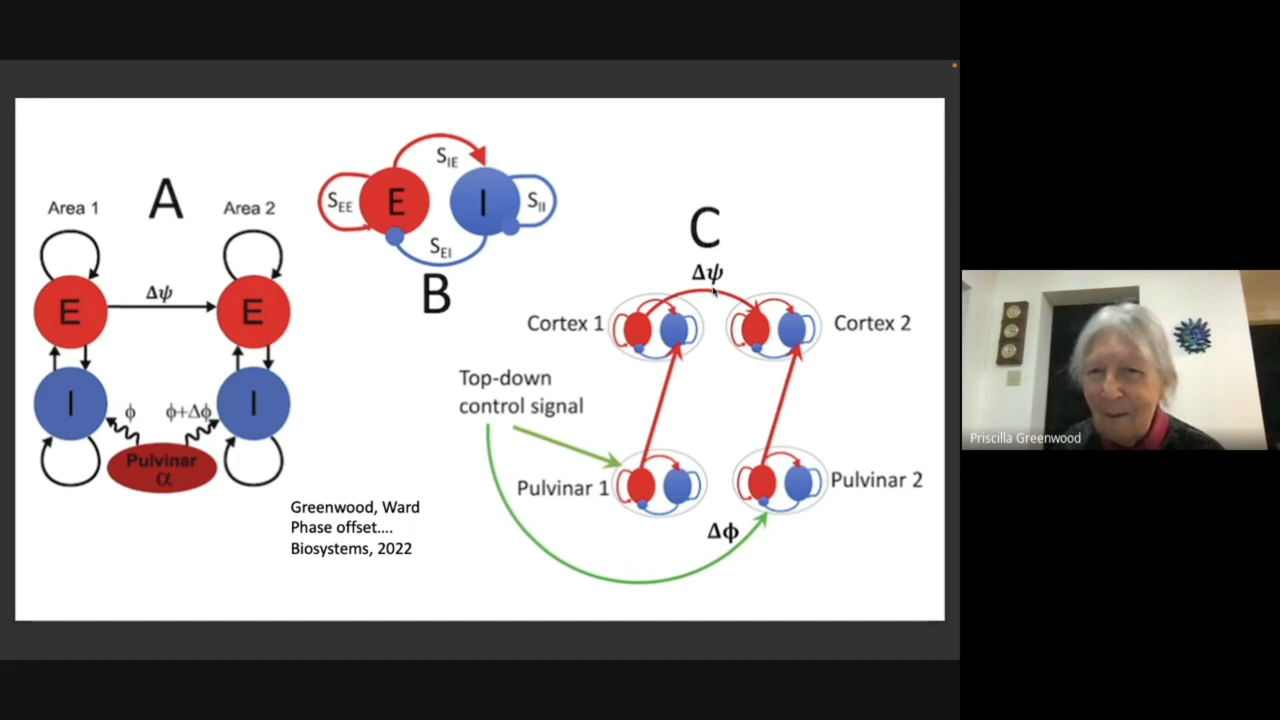 A
Area 1
Area 2
E
Δψ
E
I
ϕ
ϕ+Δϕ
I
Pulvinar
α
S_IE
S_EE
E
I
S_II
S_EI
B
C
Δψ
Cortex 1
Cortex 2
Top-down
control signal
Pulvinar 1
Pulvinar 2
Δϕ
Greenwood, Ward
Phase offset....
Biosystems, 2022
Priscilla Greenwood